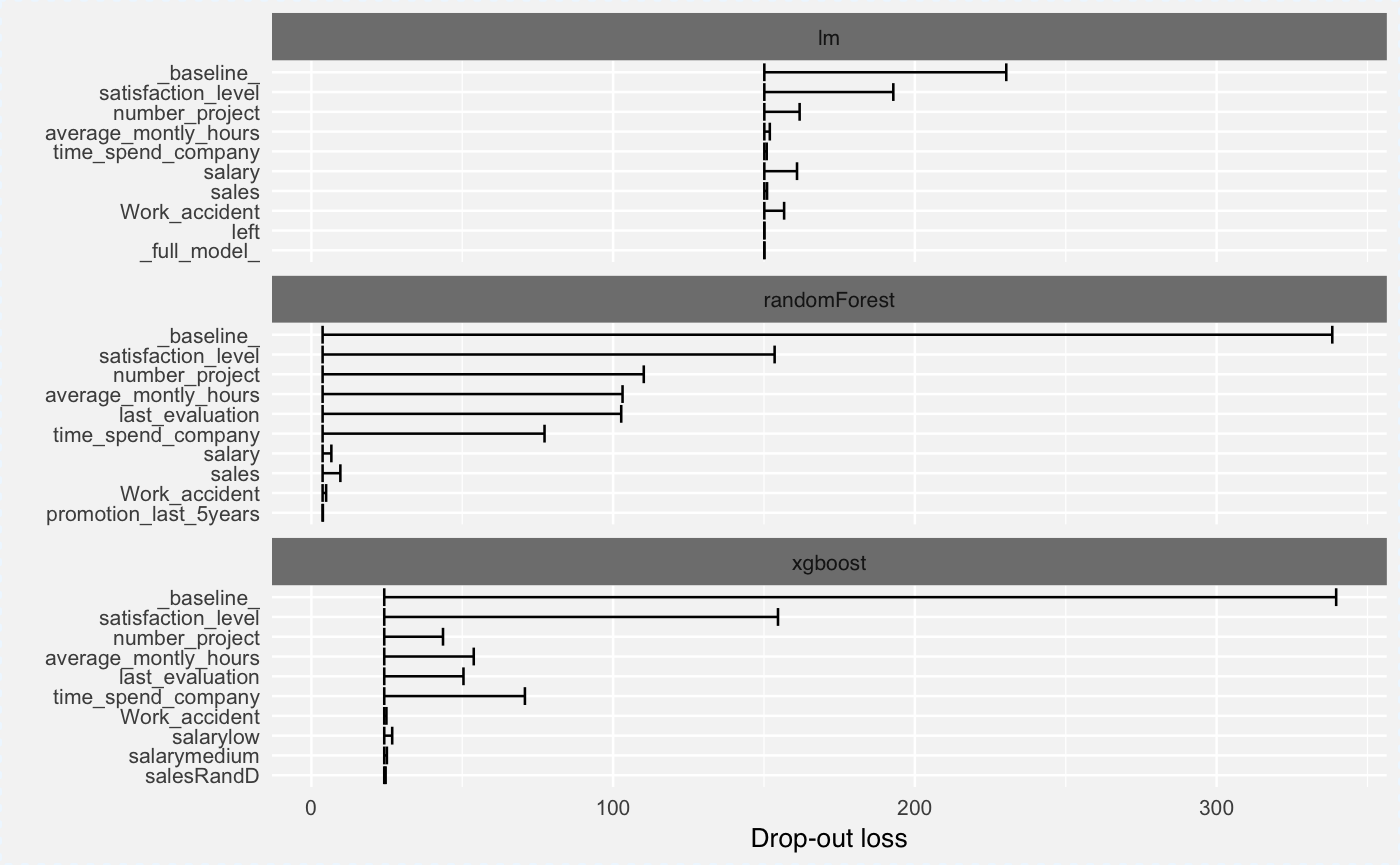 lm
_baseline_
satisfaction_level
number_project
average_montly_hours
time_spend_company
salary
sales
Work_accident
left
_full_model_
randomForest
_baseline_
satisfaction_level
number_project
average_montly_hours
last_evaluation
time_spend_company
salary
sales
Work_accident
promotion_last_5years
xgboost
_baseline_
satisfaction_level
number_project
average_montly_hours
last_evaluation
time_spend_company
Work_accident
salarylow
salarymedium
salesRandD
0 100 200 300
Drop-out loss